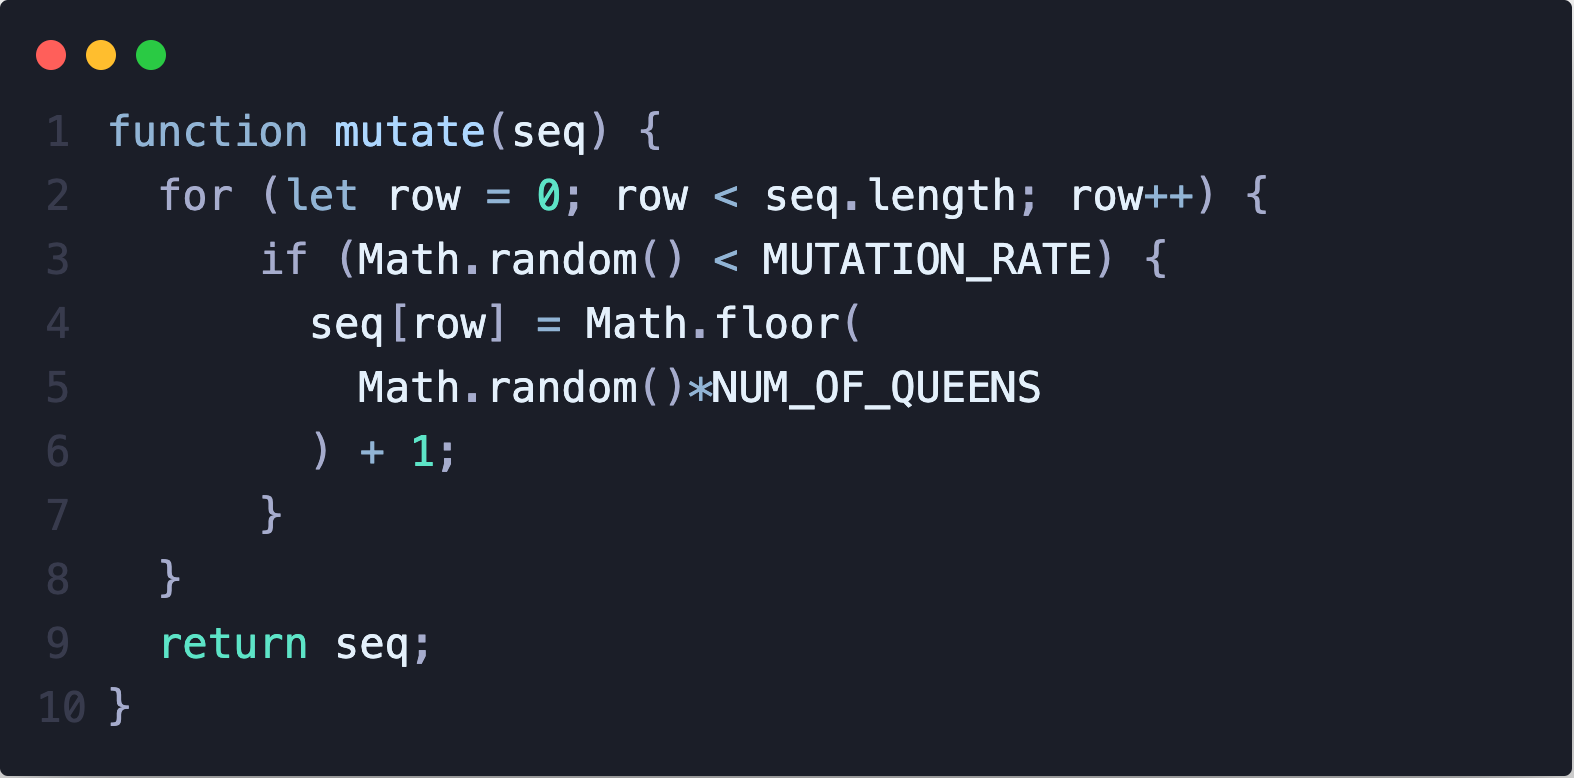 1 function mutate(seq) {
2   for (let row = 0; row < seq.length; row++) {
3       if (Math.random() < MUTATION_RATE) {
4         seq[row] = Math.floor(
5           Math.random()*NUM_OF_QUEENS
6         ) + 1;
7       }
8   }
9   return seq;
10 }